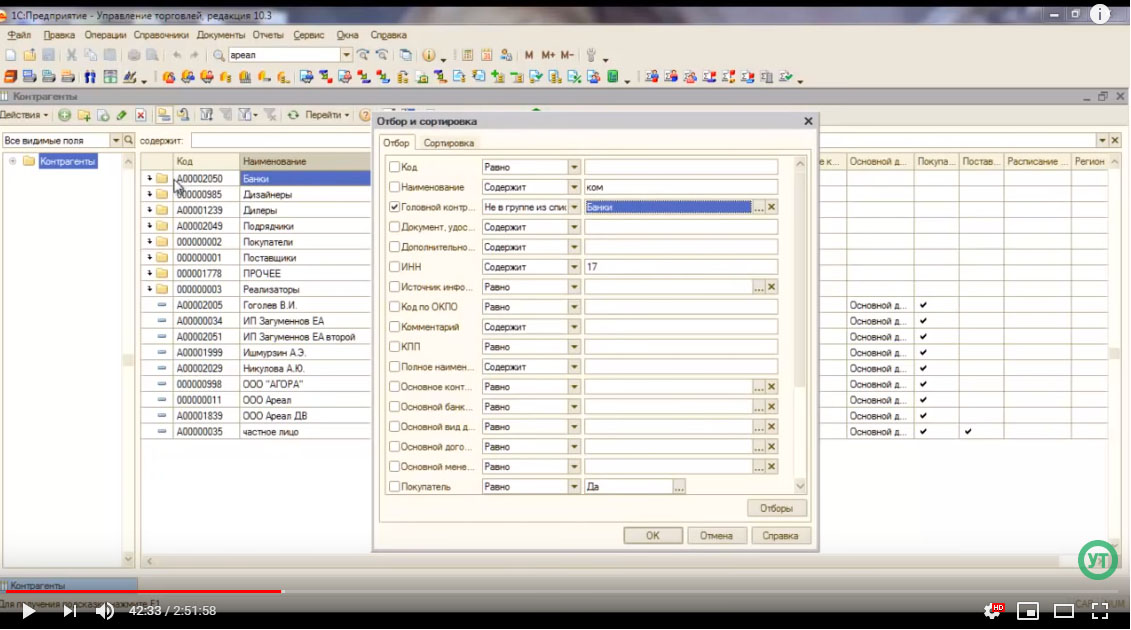 1С:Предприятие - Управление торговлей, редакция 10.3
Файл Правка Операции Справочники Документы Отчеты Сервис Окна Справка
ареал M M+ M-
Контрагенты
Действия Перейти
Все видимые поля содержит:
Контрагенты
Код Наименование
А00002050 Банки
000000985 Дизайнеры
А00001239 Дилеры
А00002049 Подрядчики
000000002 Покупатели
000000001 Поставщики
000001778 ПРОЧЕЕ
000000003 Реализаторы
А00002005 Гоголев В.И.
А00000034 ИП Загуменнов ЕА
А00002051 ИП Загуменнов ЕА второй
А00001999 Ишмурзин А.Э.
А00002029 Никулова А.Ю.
000000998 ООО "АГОРА"
000000011 ООО Ареал
А00001839 ООО Ареал ДВ
А00000035 частное лицо
Отбор и сортировка
Отбор Сортировка
Код Равно
Наименование Содержит ком
Головной контр... Не в группе из спис Банки ...
Документ, удос... Содержит
Дополнительно... Содержит
ИНН Содержит 17
Источник инфо... Равно ...
Код по ОКПО Равно
Комментарий Содержит
КПП Равно
Полное наимен... Содержит
Основное конт... Равно ...
Основной банк... Равно ...
Основной вид д... Равно ...
Основной дого... Равно ...
Основной мене... Равно ...
Покупатель Равно Да ...
Отборы
OK Отмена Справка
е к... Основной д... Покупа... Постав... Расписание ... Регион
Основной д...
Основной д...
Основной д...
Основной д...
Основной д...
Основной д...
Основной д...
Основной д...
Основной д...
УТ
Контрагенты
Для получения подсказки нажмите F1
CAP NUM
42:33 / 2:51:58
HD